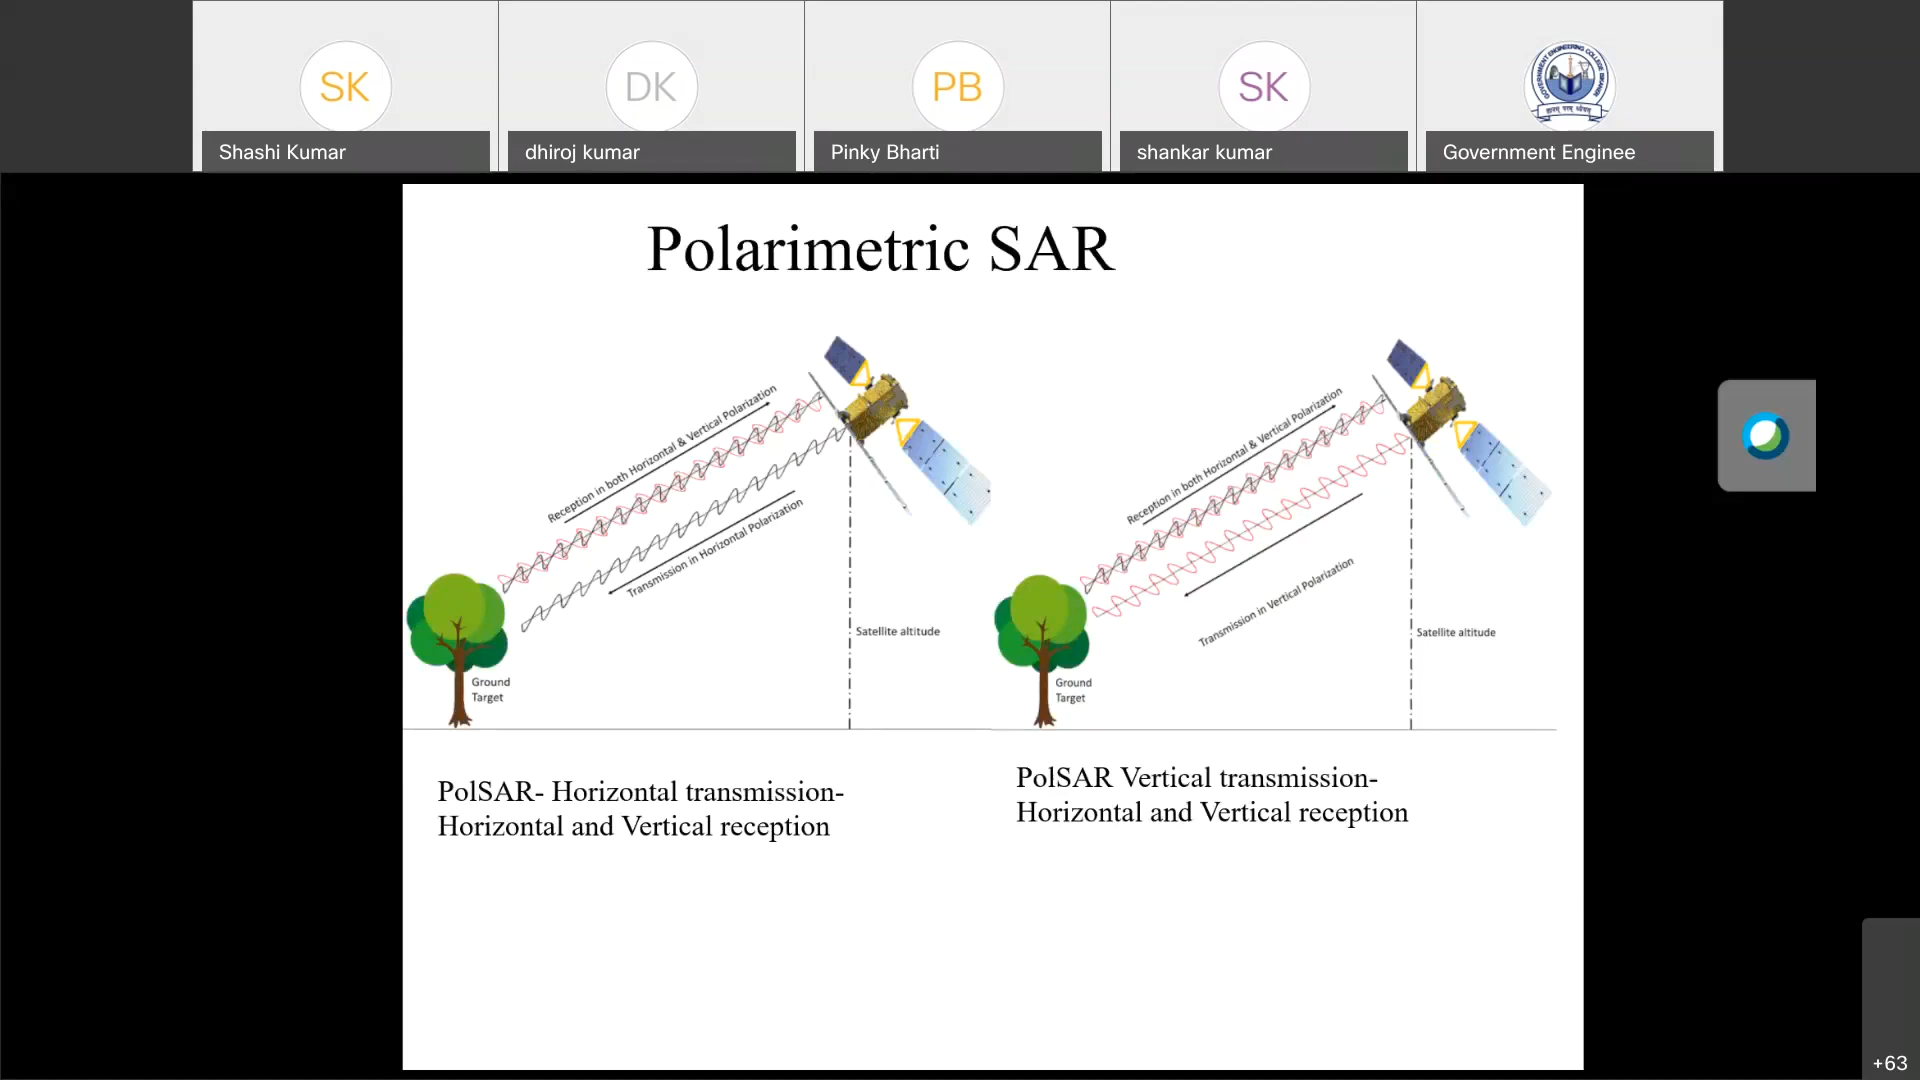 SK
DK
PB
SK
GOVERNMENT ENGINEERING COLLEGE
Shashi Kumar
dhiroj kumar
Pinky Bharti
shankar kumar
Government Enginee
Polarimetric SAR
Reception in both Horizontal & Vertical Polarization
Transmission in Horizontal Polarization
Satellite altitude
Ground
Target
Reception in both Horizontal & Vertical Polarization
Transmission in Vertical Polarization
Satellite altitude
Ground
Target
PolSAR- Horizontal transmission-
Horizontal and Vertical reception
PolSAR Vertical transmission-
Horizontal and Vertical reception
+63